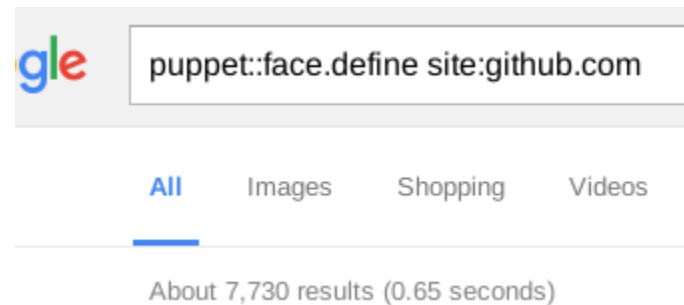 gle
puppet::face.define site:github.com
All Images Shopping Videos
About 7,730 results (0.65 seconds)